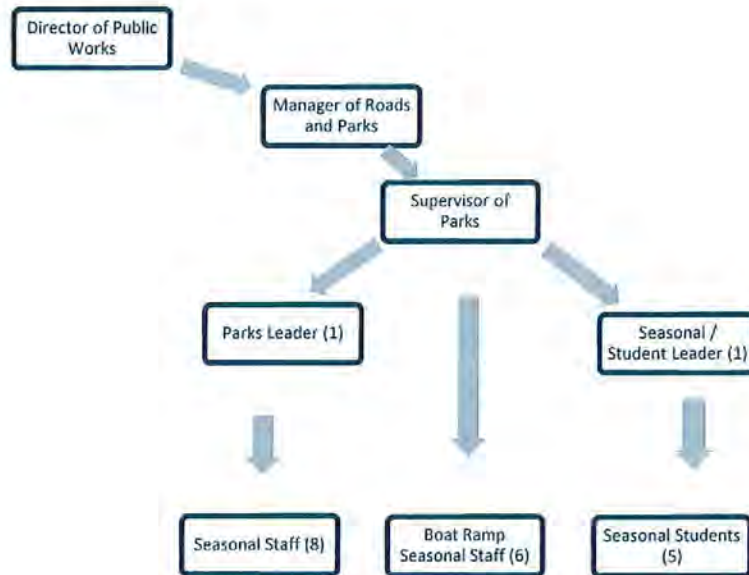 Director of Public
Works
Manager of Roads
and Parks
Supervisor of
Parks
Parks Leader (1)
Seasonal /
Student Leader (1)
Seasonal Staff (8)
Boat Ramp
Seasonal Staff (6)
Seasonal Students
(5)